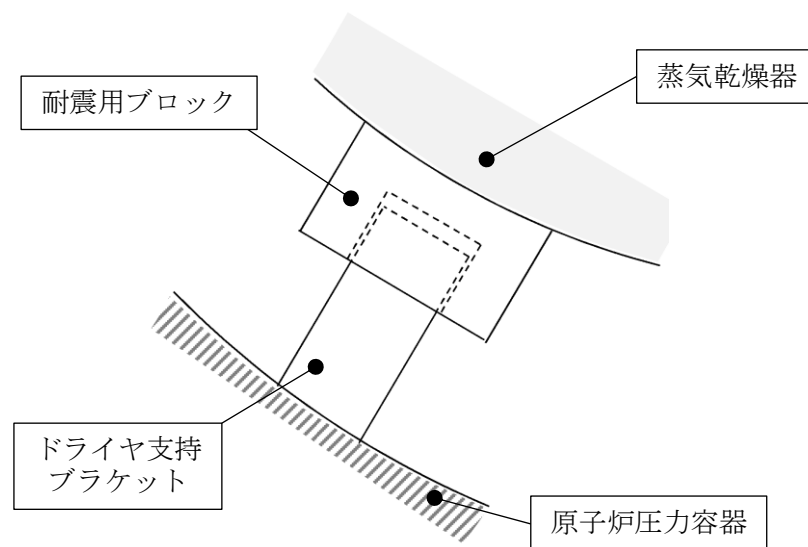 蒸気乾燥器
耐震用ブロック
ドライヤ支持
ブラケット
原子炉圧力容器